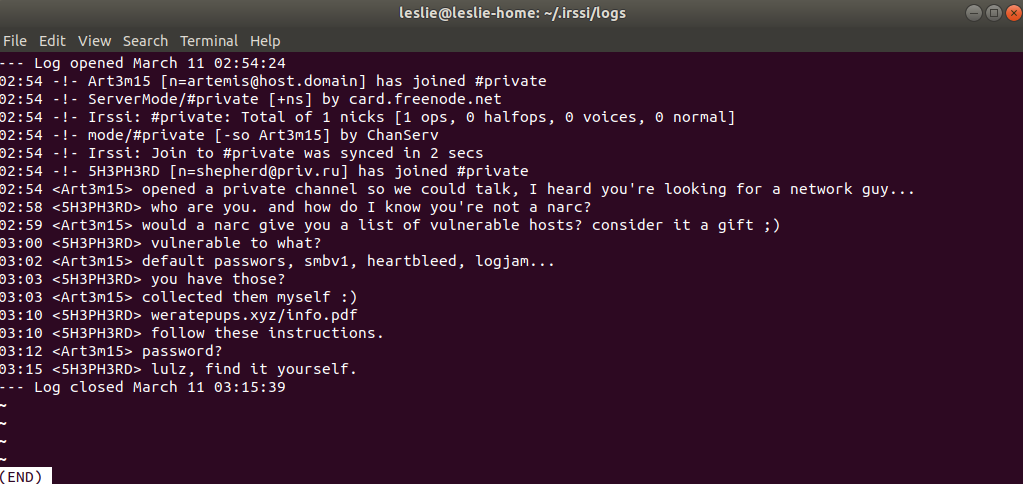 leslie@leslie-home: ~/.irssi/logs
File Edit View Search Terminal Help
--- Log opened March 11 02:54:24
02:54 -!- Art3m15 [n=artemis@host.domain] has joined #private
02:54 -!- ServerMode/#private [+ns] by card.freenode.net
02:54 -!- Irssi: #private: Total of 1 nicks [1 ops, 0 halfops, 0 voices, 0 normal]
02:54 -!- mode/#private [-so Art3m15] by ChanServ
02:54 -!- Irssi: Join to #private was synced in 2 secs
02:54 -!- 5H3PH3RD [n=shepherd@priv.ru] has joined #private
02:54 <Art3m15> opened a private channel so we could talk, I heard you're looking for a network guy...
02:58 <5H3PH3RD> who are you. and how do I know you're not a narc?
02:59 <Art3m15> would a narc give you a list of vulnerable hosts? consider it a gift ;)
03:00 <5H3PH3RD> vulnerable to what?
03:02 <Art3m15> default passwors, smbv1, heartbleed, logjam...
03:03 <5H3PH3RD> you have those?
03:03 <Art3m15> collected them myself :)
03:10 <5H3PH3RD> weratepups.xyz/info.pdf
03:10 <5H3PH3RD> follow these instructions.
03:12 <Art3m15> password?
03:15 <5H3PH3RD> lulz, find it yourself.
--- Log closed March 11 03:15:39
~
~
~
~
(END)